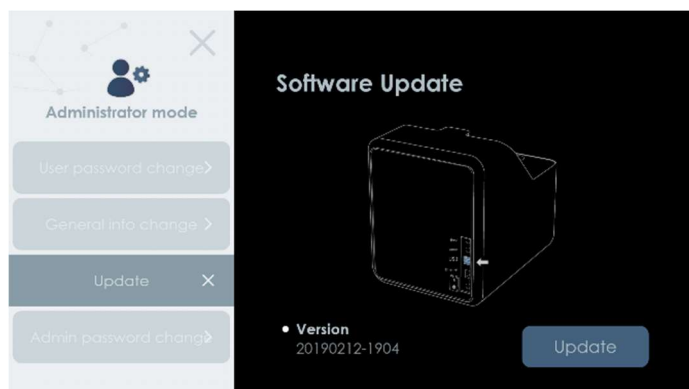 Administrator mode
User password change
General info change
Update
Admin password change
Software Update
Version
20190212-1904
Update